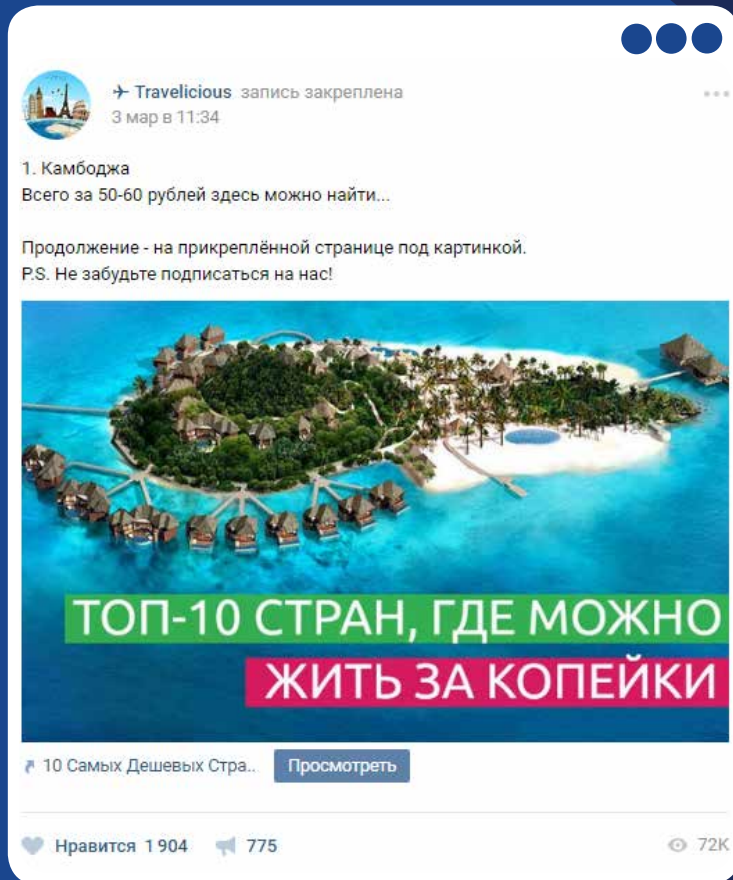 ✈ Travelicious запись закреплена
3 мар в 11:34
1. Камбоджа
Всего за 50-60 рублей здесь можно найти...
Продолжение - на прикреплённой странице под картинкой.
P.S. Не забудьте подписаться на нас!
ТОП-10 СТРАН, ГДЕ МОЖНО
ЖИТЬ ЗА КОПЕЙКИ
10 Самых Дешевых Стра..
Просмотреть
Нравится 1 904 775
72K